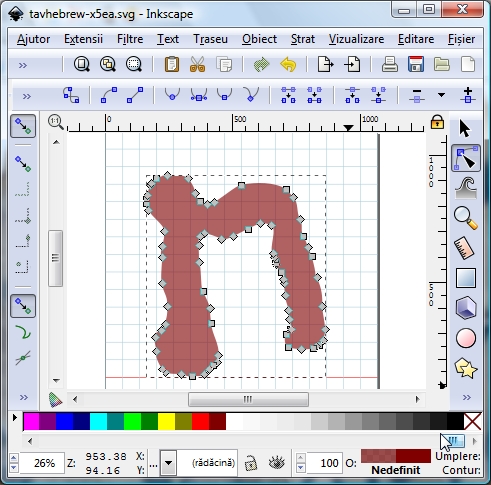 tavhebrew-x5ea.svg - Inkscape
Ajutor Extensii Filtre Text Traseu Obiect Strat Vizualizare Editare Fișier
0 500 1000
1000
500
26% Z: 953.38 X: ... (rădăcină) 100 O: Umplere:
94.16 Y: Nedefinit Contur: